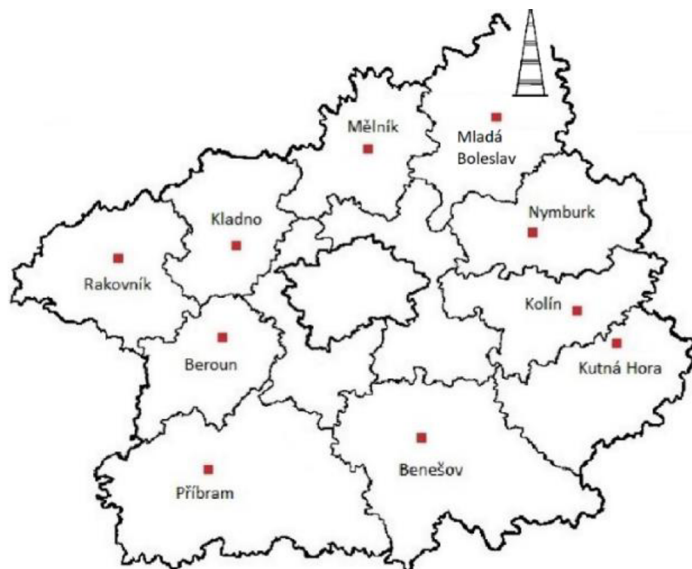 Mělník
Mladá
Boleslav
Kladno
Nymburk
Rakovník
Kolín
Beroun
Kutná Hora
Benešov
Příbram